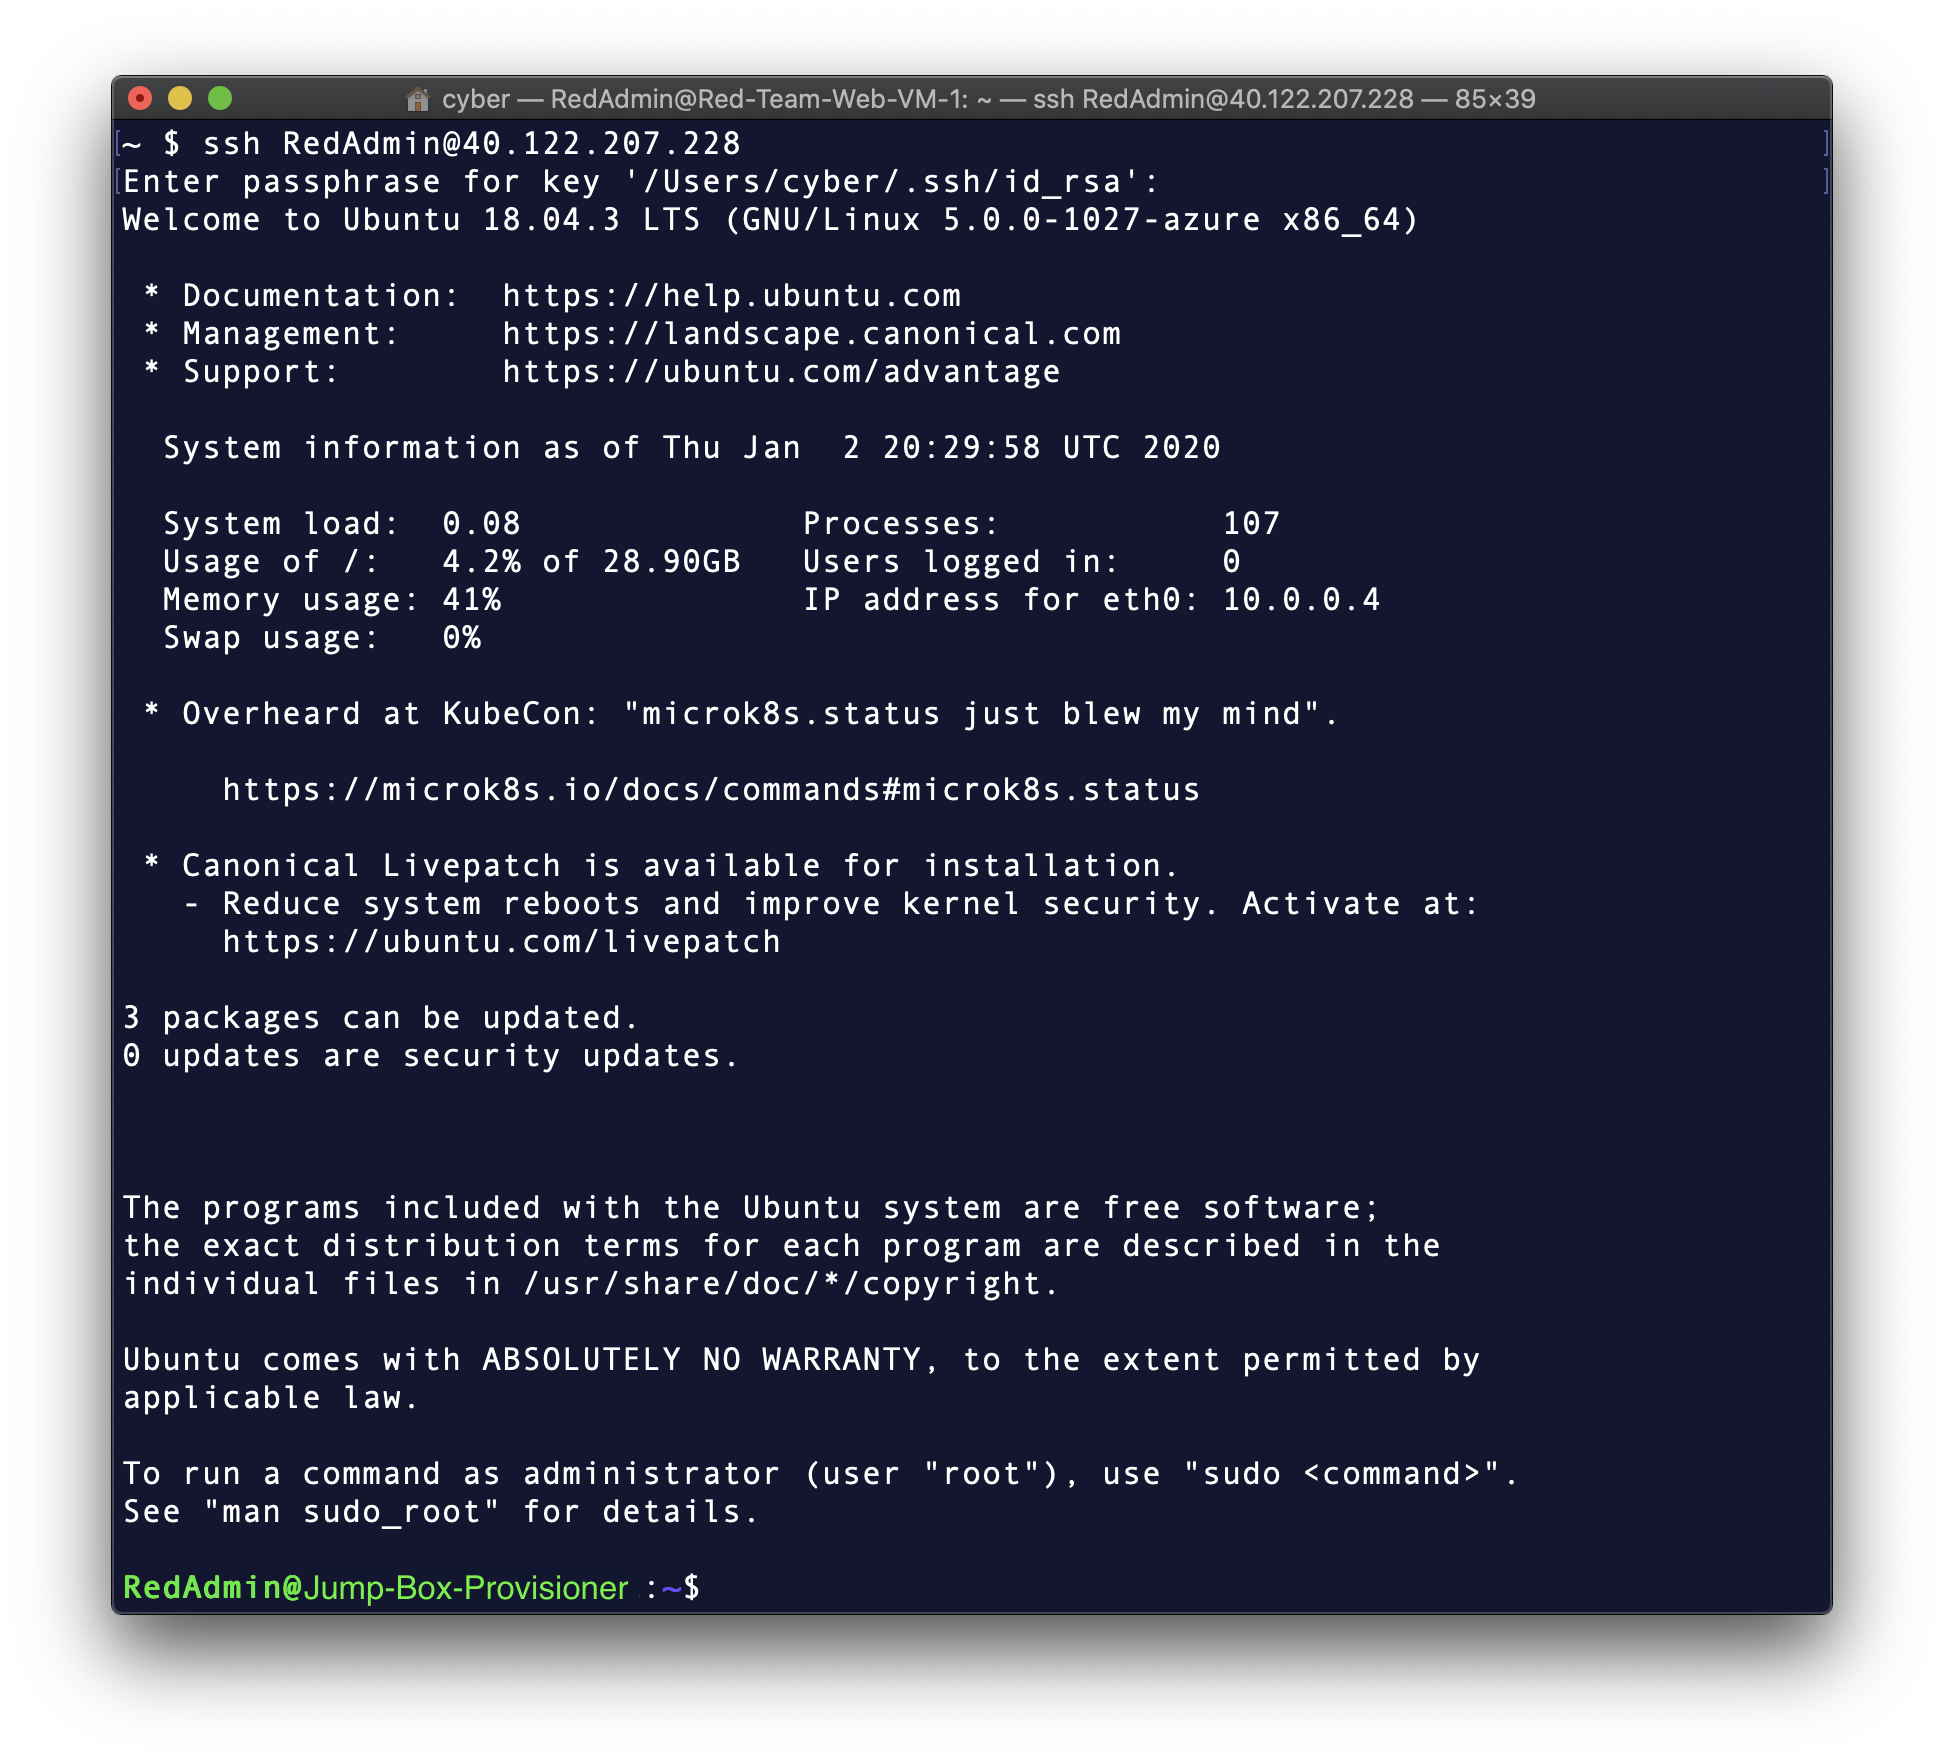 cyber — RedAdmin@Red-Team-Web-VM-1: ~ — ssh RedAdmin@40.122.207.228 — 85×39
[~ $ ssh RedAdmin@40.122.207.228 ]
[Enter passphrase for key '/Users/cyber/.ssh/id_rsa': ]
Welcome to Ubuntu 18.04.3 LTS (GNU/Linux 5.0.0-1027-azure x86_64)
* Documentation:  https://help.ubuntu.com
* Management:     https://landscape.canonical.com
* Support:        https://ubuntu.com/advantage
System information as of Thu Jan  2 20:29:58 UTC 2020
System load:  0.08              Processes:           107
Usage of /:   4.2% of 28.90GB   Users logged in:     0
Memory usage: 41%               IP address for eth0: 10.0.0.4
Swap usage:   0%
* Overheard at KubeCon: "microk8s.status just blew my mind".
https://microk8s.io/docs/commands#microk8s.status
* Canonical Livepatch is available for installation.
- Reduce system reboots and improve kernel security. Activate at:
https://ubuntu.com/livepatch
3 packages can be updated.
0 updates are security updates.
The programs included with the Ubuntu system are free software;
the exact distribution terms for each program are described in the
individual files in /usr/share/doc/*/copyright.
Ubuntu comes with ABSOLUTELY NO WARRANTY, to the extent permitted by
applicable law.
To run a command as administrator (user "root"), use "sudo <command>".
See "man sudo_root" for details.
RedAdmin@Jump-Box-Provisioner :~$